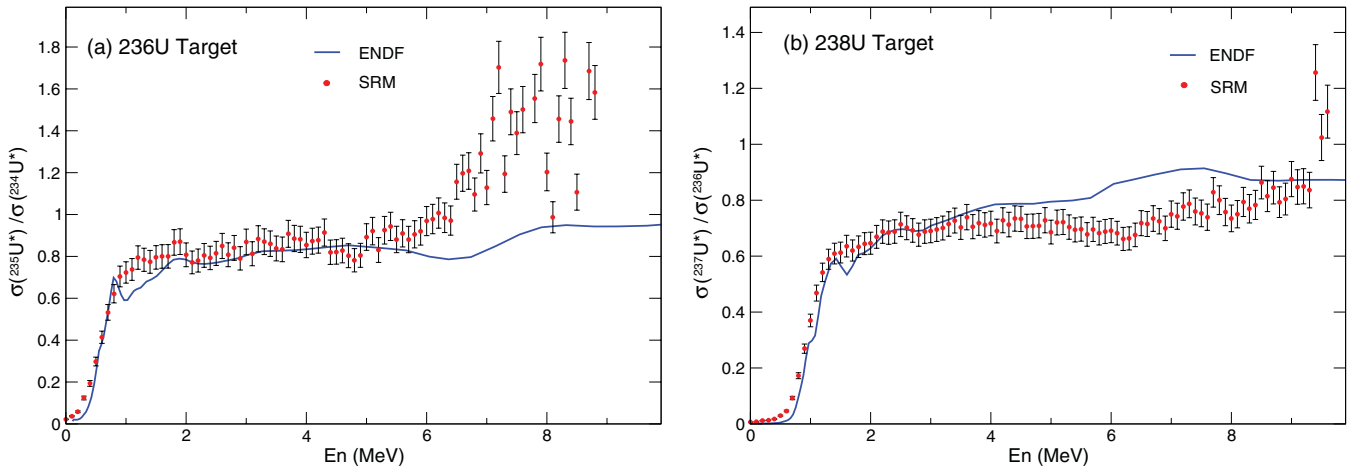 (a) 236U Target
ENDF
SRM
σ(²³⁵U*) / σ(²³⁴U*)
1.8
1.6
1.4
1.2
1
0.8
0.6
0.4
0.2
0
0 2 4 6 8
En (MeV)
(b) 238U Target
ENDF
SRM
σ(²³⁷U*) / σ(²³⁶U*)
1.4
1.2
1
0.8
0.6
0.4
0.2
0
0 2 4 6 8
En (MeV)